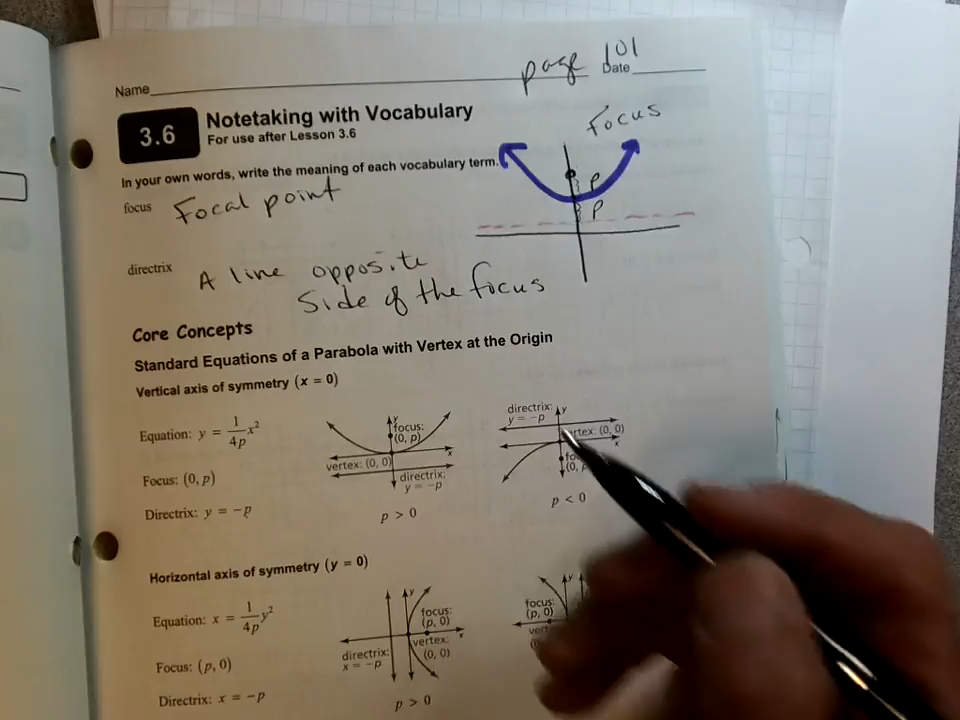 page 101
Name Date
3.6 Notetaking with Vocabulary
For use after Lesson 3.6
Focus
In your own words, write the meaning of each vocabulary term.
focus Focal point
P
P
directrix A line opposite
Side of the focus
Core Concepts
Standard Equations of a Parabola with Vertex at the Origin
Vertical axis of symmetry (x = 0)
Equation: y = 1/4p x²
Focus: (0, p)
Directrix: y = −p
y
focus:
(0, p)
x
vertex: (0, 0)
directrix:
y = −p
p > 0
directrix:
y = −p
y
vertex: (0, 0)
x
(0, p
p < 0
Horizontal axis of symmetry (y = 0)
Equation: x = 1/4p y²
Focus: (p, 0)
Directrix: x = −p
y
focus:
(p, 0)
x
vertex:
(0, 0)
directrix:
x = −p
p > 0
y
focus:
(p, 0)